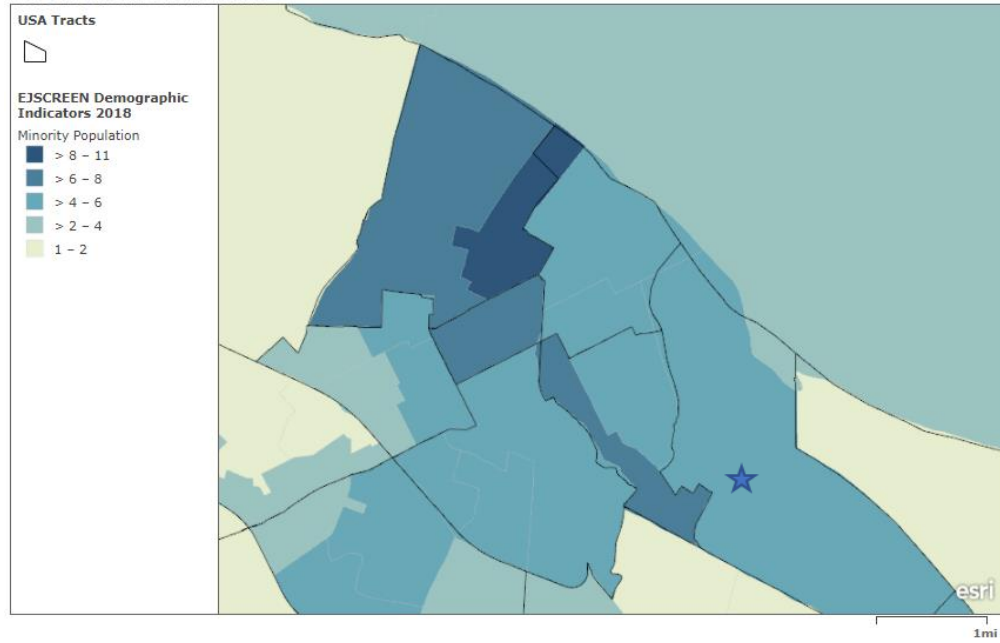 USA Tracts
EJSCREEN Demographic
Indicators 2018
Minority Population
> 8 – 11
> 6 – 8
> 4 – 6
> 2 – 4
1 – 2
esri
1mi